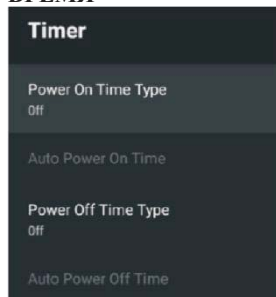 ВРЕМЯ
Timer
Power On Time Type
Off
Auto Power On Time
Power Off Time Type
Off
Auto Power Off Time